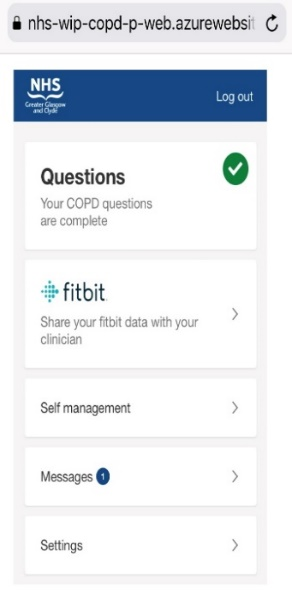 nhs-wip-copd-p-web.azurewebsit
NHS
Greater Glasgow
and Clyde
Log out
Questions
Your COPD questions
are complete
fitbit
Share your fitbit data with your
clinician
Self management
Messages 1
Settings